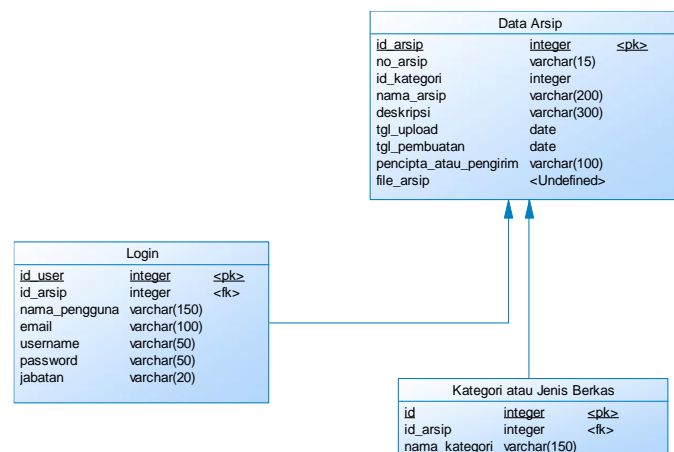 Data Arsip
id_arsip integer <pk>
no_arsip varchar(15)
id_kategori integer
nama_arsip varchar(200)
deskripsi varchar(300)
tgl_upload date
tgl_pembuatan date
pencipta_atau_pengirim varchar(100)
file_arsip <Undefined>
Login
id_user integer <pk>
id_arsip integer <fk>
nama_pengguna varchar(150)
email varchar(100)
username varchar(50)
password varchar(50)
jabatan varchar(20)
Kategori atau Jenis Berkas
id integer <pk>
id_arsip integer <fk>
nama_kategori varchar(150)